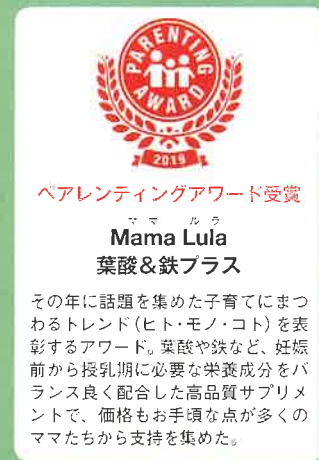 PARENTING
AWARD
2019
ペアレンティングアワード受賞
ママ ルラ
Mama Lula
葉酸&鉄プラス
その年に話題を集めた子育てにまつ
わるトレンド(ヒト・モノ・コト)を表
彰するアワード。葉酸や鉄など、妊娠
前から授乳期に必要な栄養成分をバ
ランス良く配合した高品質サプリメ
ントで、価格もお手頃な点が多くの
ママたちから支持を集めた。